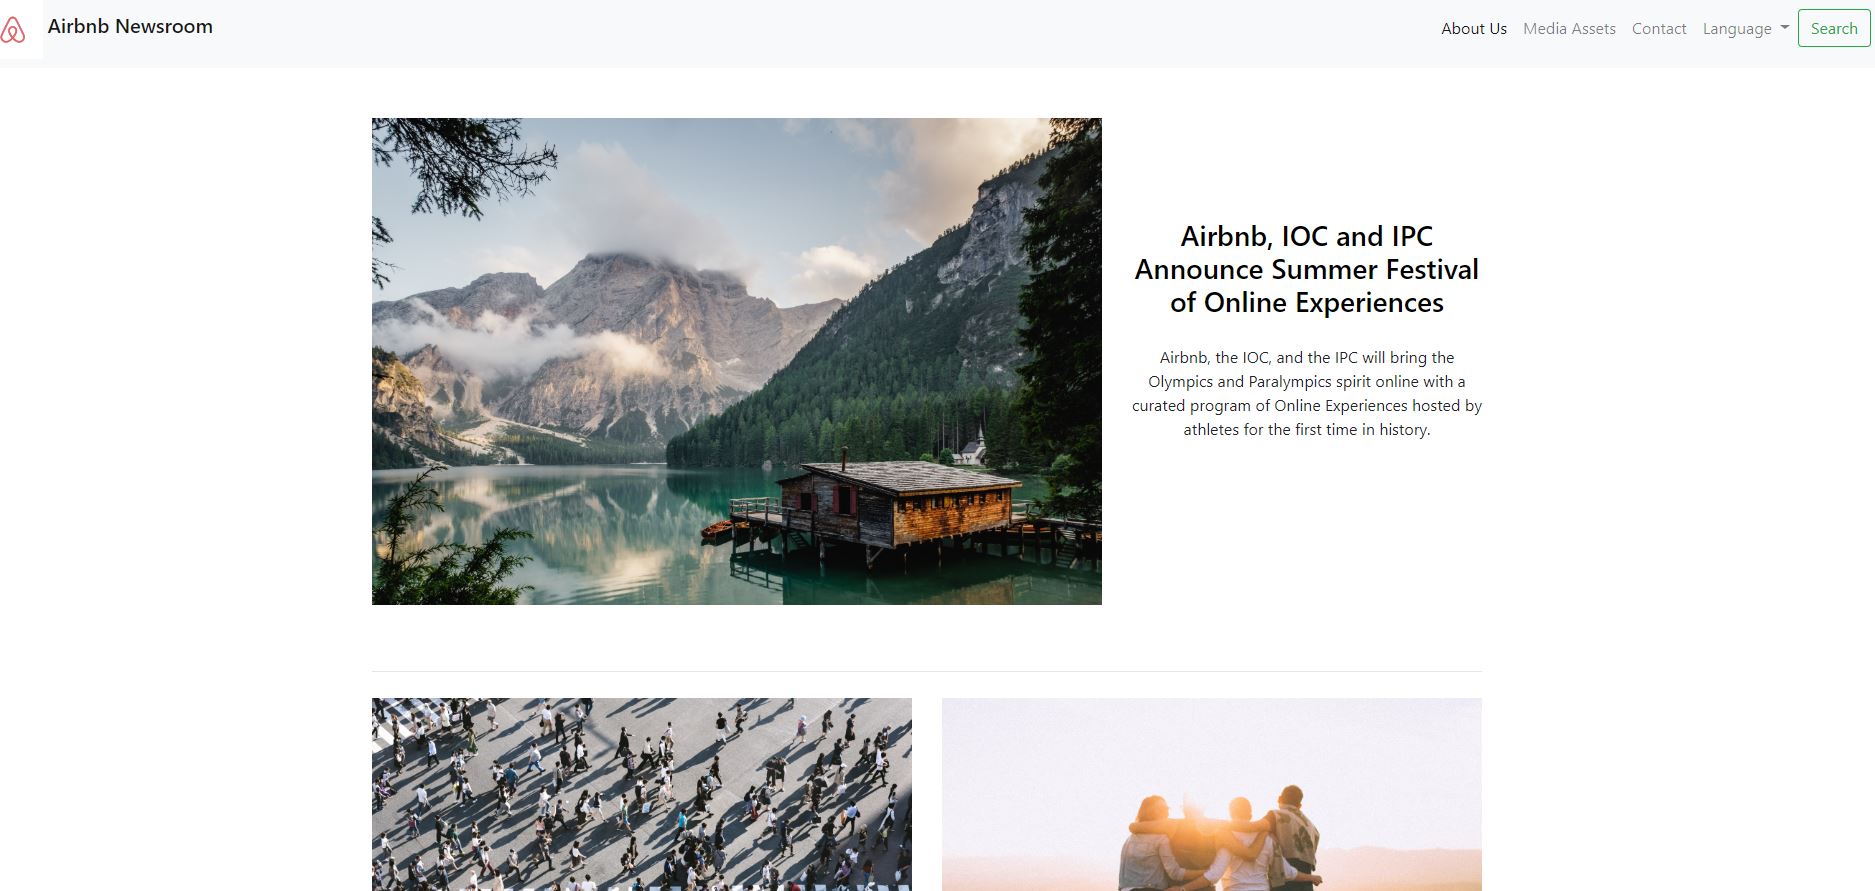 Airbnb Newsroom
About Us Media Assets Contact Language Search
Airbnb, IOC and IPC
Announce Summer Festival
of Online Experiences
Airbnb, the IOC, and the IPC will bring the
Olympics and Paralympics spirit online with a
curated program of Online Experiences hosted by
athletes for the first time in history.